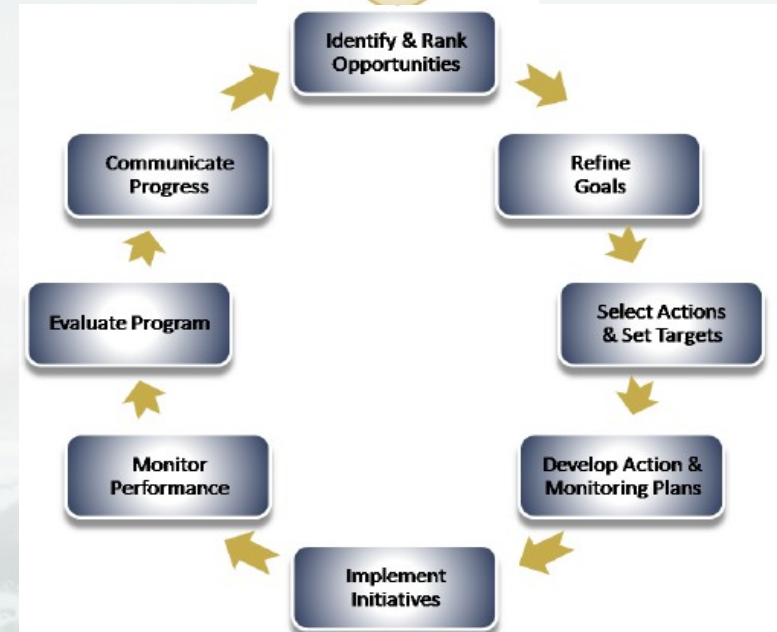 Identify & Rank
Opportunities
Refine
Goals
Select Actions
& Set Targets
Develop Action &
Monitoring Plans
Implement
Initiatives
Monitor
Performance
Evaluate Program
Communicate
Progress